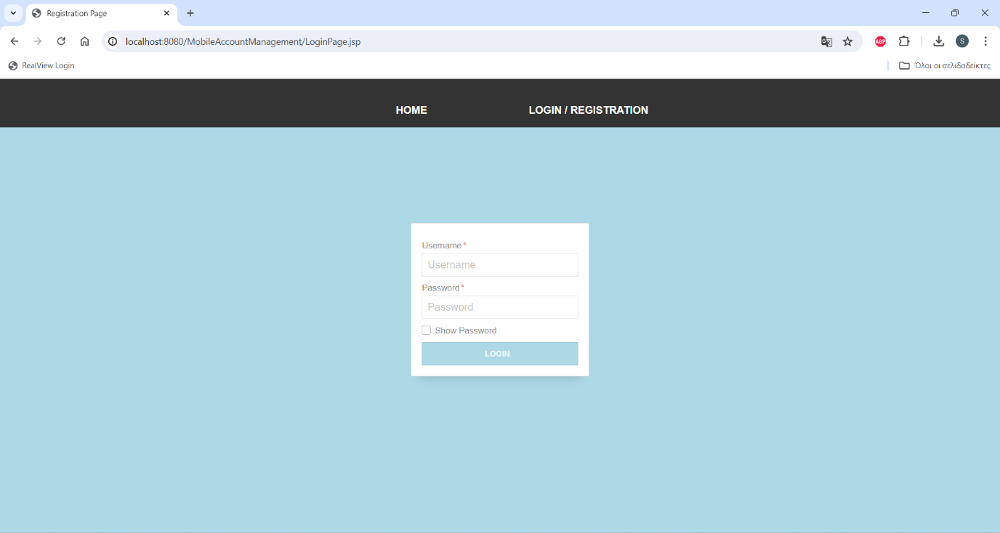 Registration Page
localhost:8080/MobileAccountManagement/LoginPage.jsp
ABP
S
RealView Login
Όλοι οι σελιδοδείκτες
HOME
LOGIN / REGISTRATION
Username*
Username
Password*
Password
Show Password
LOGIN